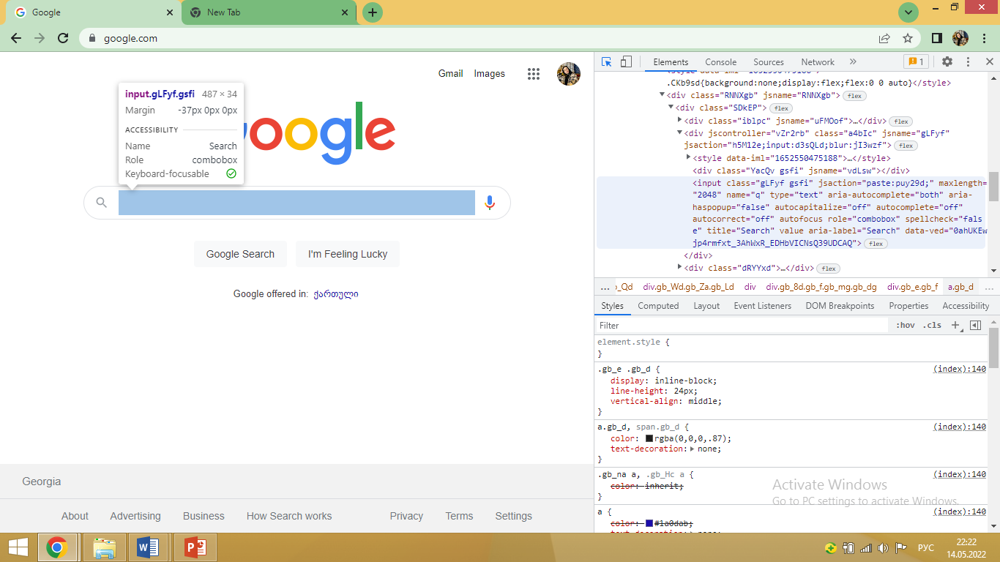 Google
New Tab
google.com
Gmail Images
input.gLFyf.gsfi 487 × 34
Margin -37px 0px 0px
ACCESSIBILITY
Name Search
Role combobox
Keyboard-focusable
oogle
Google Search I'm Feeling Lucky
Google offered in: ქართული
Georgia
About Advertising Business How Search works Privacy Terms Settings
Elements Console Sources Network » 1
.CKb9sd{background:none;display:flex;flex:0 0 auto}</style>
<div class="RNNXgb" jsname="RNNXgb"> flex
<div class="SDkEP"> flex
<div class="iblpc" jsname="uFMOof">…</div> flex
<div jscontroller="vZr2rb" class="a4bIc" jsname="gLFyf"
jsaction="h5M12e;input:d3sQLd;blur:jI3wzf"> flex
<style data-iml="1652550475188">…</style>
<div class="YacQv gsfi" jsname="vdLsw"></div>
<input class="gLFyf gsfi" jsaction="paste:puy29d;" maxlength=
"2048" name="q" type="text" aria-autocomplete="both" aria-
haspopup="false" autocapitalize="off" autocomplete="off"
autocorrect="off" autofocus role="combobox" spellcheck="fals
e" title="Search" value aria-label="Search" data-ved="0ahUKEw
jp4rmfxt_3AhWxR_EDHbVICNsQ39UDCAQ"> flex
</div>
<div class="dRYYxd">…</div> flex
… _Qd div.gb_Wd.gb_Za.gb_Ld div div.gb_8d.gb_f.gb_mg.gb_dg div.gb_e.gb_f a.gb_d …
Styles Computed Layout Event Listeners DOM Breakpoints Properties Accessibility
Filter :hov .cls +
element.style {
}
.gb_e .gb_d { (index):140
display: inline-block;
line-height: 24px;
vertical-align: middle;
}
a.gb_d, span.gb_d { (index):140
color: rgba(0,0,0,.87);
text-decoration: none;
}
.gb_na a, .gb_Hc a { (index):140
color: inherit;
}
a { (index):140
color: #1a0dab;
Activate Windows
Go to PC settings to activate Windows.
РУС
22:22
14.05.2022